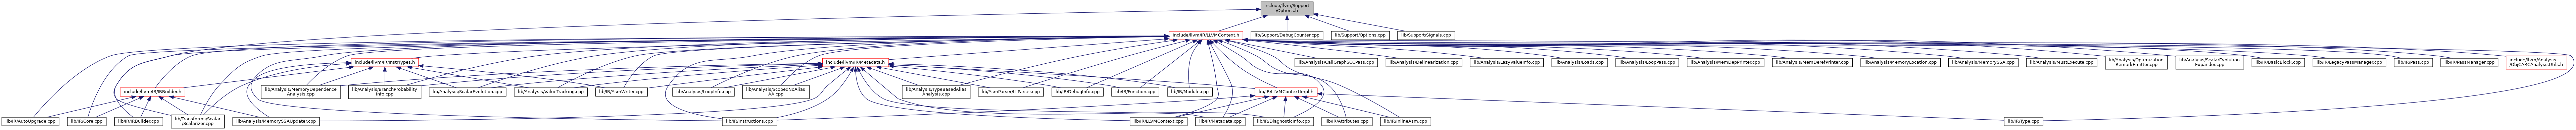 include/llvm/Support
/Options.h
include/llvm/IR/LLVMContext.h
lib/Support/DebugCounter.cpp
lib/Support/Options.cpp
lib/Support/Signals.cpp
include/llvm/IR/InstrTypes.h
include/llvm/IR/Metadata.h
lib/Analysis/CallGraphSCCPass.cpp
lib/Analysis/Delinearization.cpp
lib/Analysis/LazyValueInfo.cpp
lib/Analysis/Loads.cpp
lib/Analysis/LoopPass.cpp
lib/Analysis/MemDepPrinter.cpp
lib/Analysis/MemDerefPrinter.cpp
lib/Analysis/MemoryLocation.cpp
lib/Analysis/MemorySSA.cpp
lib/Analysis/MustExecute.cpp
lib/Analysis/Optimization
RemarkEmitter.cpp
lib/Analysis/ScalarEvolution
Expander.cpp
lib/IR/BasicBlock.cpp
lib/IR/LegacyPassManager.cpp
lib/IR/Pass.cpp
lib/IR/PassManager.cpp
include/llvm/Analysis
/ObjCARCAnalysisUtils.h
include/llvm/IR/IRBuilder.h
lib/Analysis/MemoryDependence
Analysis.cpp
lib/Analysis/BranchProbability
Info.cpp
lib/Analysis/ScalarEvolution.cpp
lib/Analysis/ValueTracking.cpp
lib/IR/AsmWriter.cpp
lib/Analysis/LoopInfo.cpp
lib/Analysis/ScopedNoAlias
AA.cpp
lib/Analysis/TypeBasedAlias
Analysis.cpp
lib/AsmParser/LLParser.cpp
lib/IR/DebugInfo.cpp
lib/IR/Function.cpp
lib/IR/Module.cpp
lib/IR/LLVMContextImpl.h
lib/IR/AutoUpgrade.cpp
lib/IR/Core.cpp
lib/IR/IRBuilder.cpp
lib/Transforms/Scalar
/Scalarizer.cpp
lib/Analysis/MemorySSAUpdater.cpp
lib/IR/Instructions.cpp
lib/IR/LLVMContext.cpp
lib/IR/Metadata.cpp
lib/IR/DiagnosticInfo.cpp
lib/IR/Attributes.cpp
lib/IR/InlineAsm.cpp
lib/IR/Type.cpp